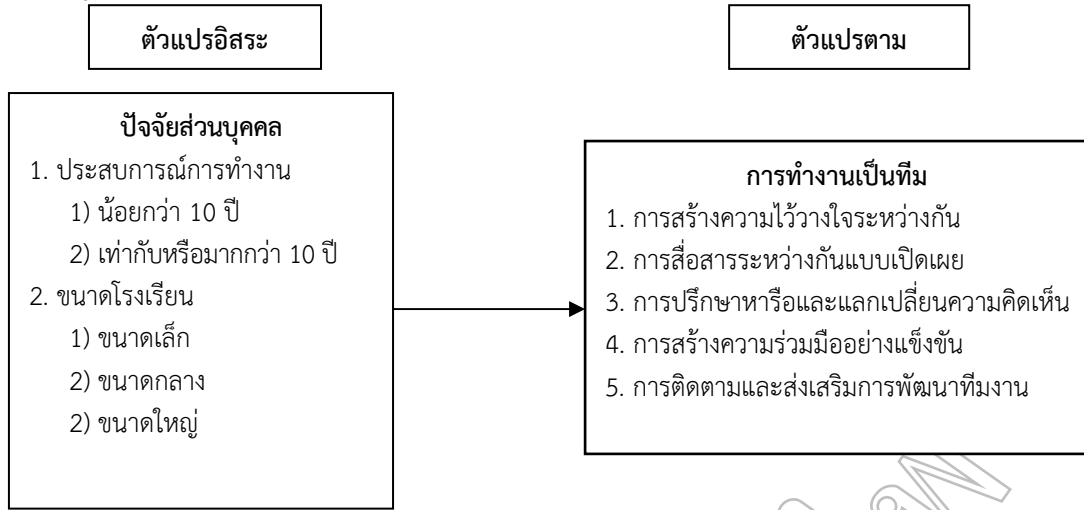 ตัวแปรอิสระ
ตัวแปรตาม
ปัจจัยส่วนบุคคล
1. ประสบการณ์การทำงาน
1) น้อยกว่า 10 ปี
2) เท่ากับหรือมากกว่า 10 ปี
2. ขนาดโรงเรียน
1) ขนาดเล็ก
2) ขนาดกลาง
2) ขนาดใหญ่
การทำงานเป็นทีม
1. การสร้างความไว้วางใจระหว่างกัน
2. การสื่อสารระหว่างกันแบบเปิดเผย
3. การปรึกษาหารือและแลกเปลี่ยนความคิดเห็น
4. การสร้างความร่วมมืออย่างแข็งขัน
5. การติดตามและส่งเสริมการพัฒนาทีมงาน